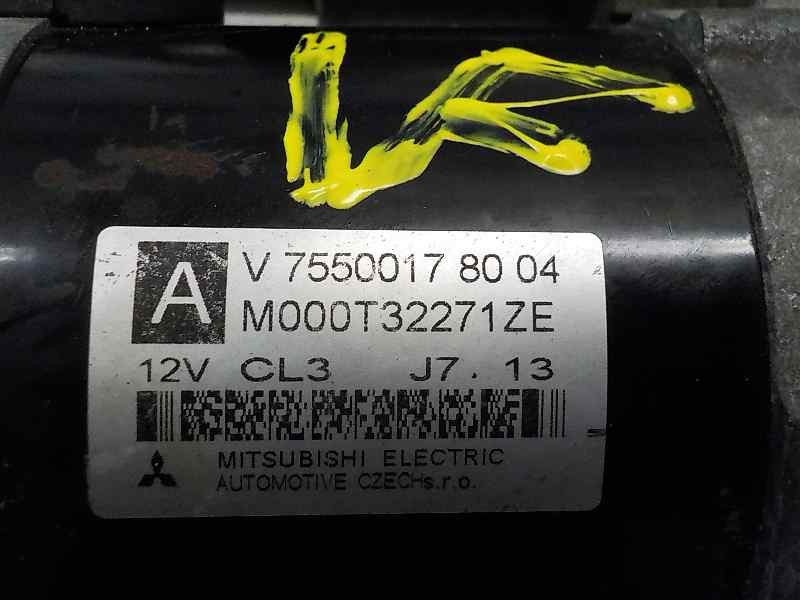 A
V 7550017 80 04
M000T32271ZE
12V CL3 J7. 13
MITSUBISHI ELECTRIC
AUTOMOTIVE CZECHs.r.o.